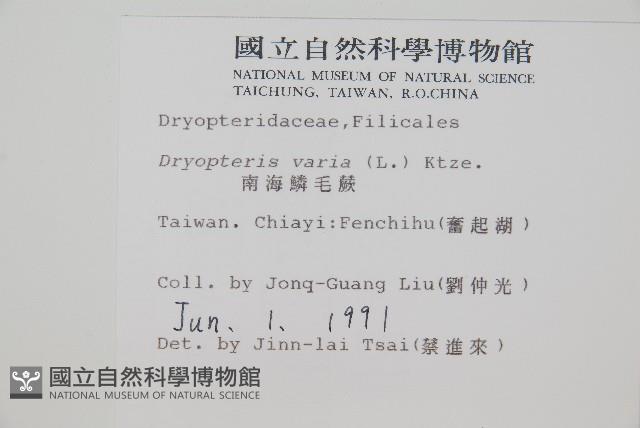 國立自然科學博物館
NATIONAL MUSEUM OF NATURAL SCIENCE
TAICHUNG, TAIWAN, R.O.CHINA
Dryopteridaceae,Filicales
Dryopteris varia (L.) Ktze.
南海鱗毛蕨
Taiwan. Chiayi:Fenchihu(奮起湖)
Coll. by Jonq-Guang Liu(劉仲光)
Jun. 1. 1991
Det. by Jinn-lai Tsai(蔡進來)
國立自然科學博物館
NATIONAL MUSEUM OF NATURAL SCIENCE